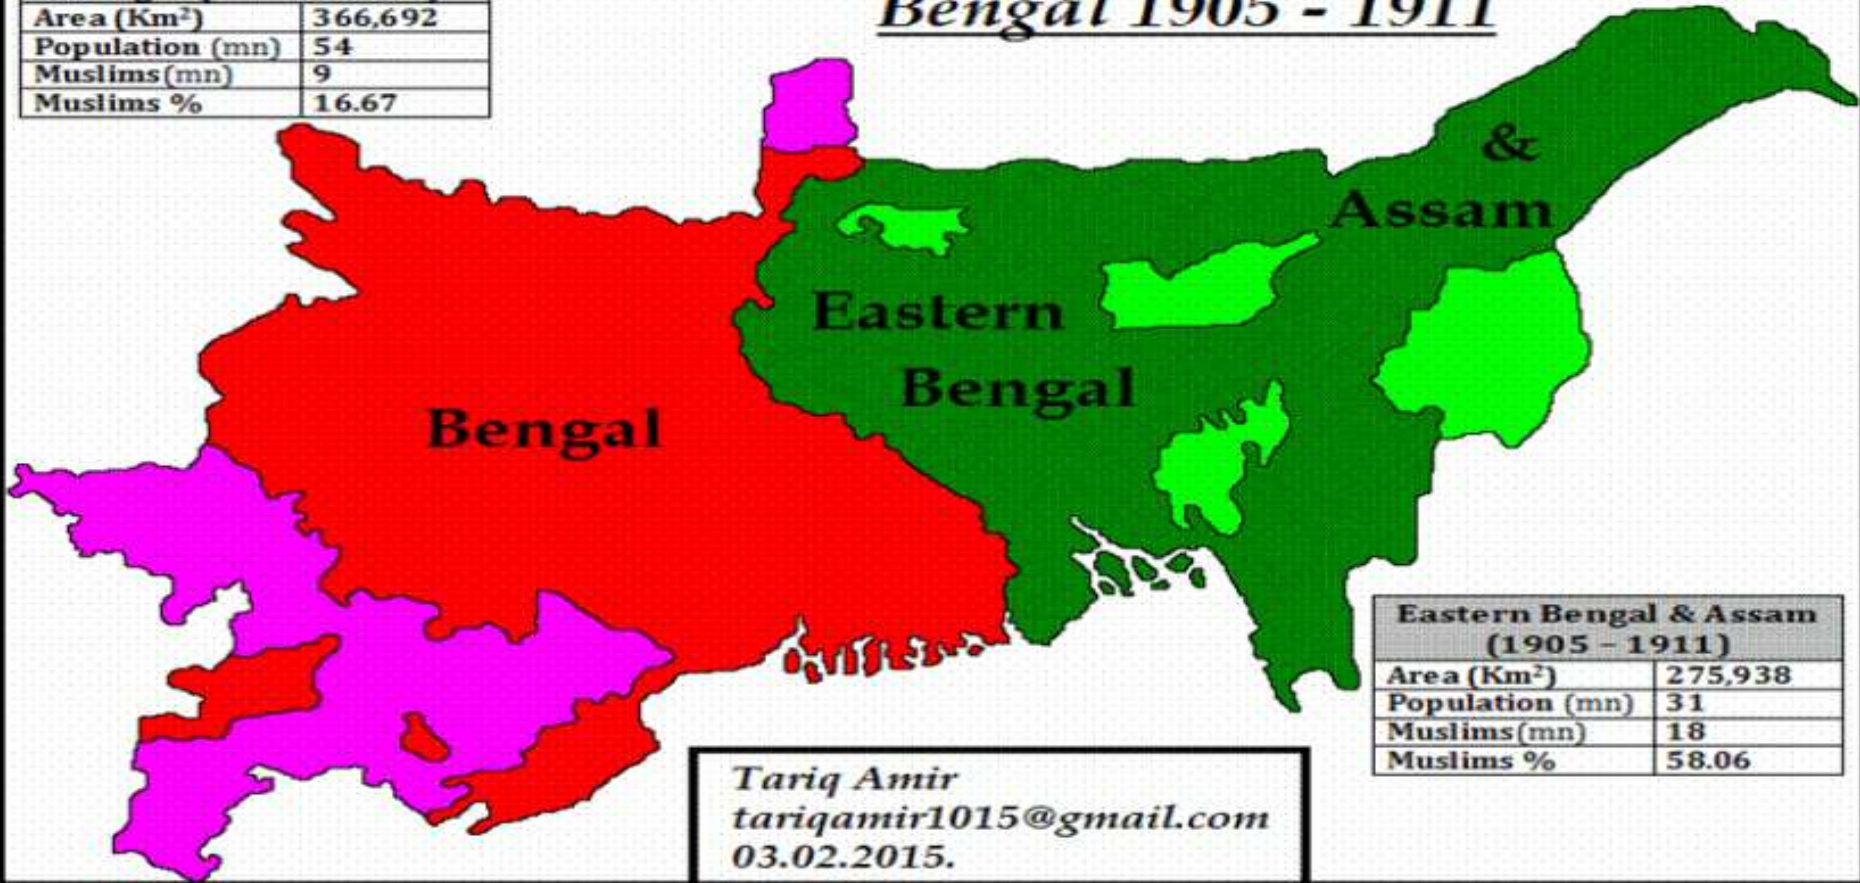 Bengal 1905 - 1911
Area (Km²) 366,692
Population (mn) 54
Muslims(mn) 9
Muslims % 16.67
&
Assam
Eastern
Bengal
Bengal
Eastern Bengal & Assam
(1905 – 1911)
Area (Km²) 275,938
Population (mn) 31
Muslims(mn) 18
Muslims % 58.06
Tariq Amir
tariqamir1015@gmail.com
03.02.2015.